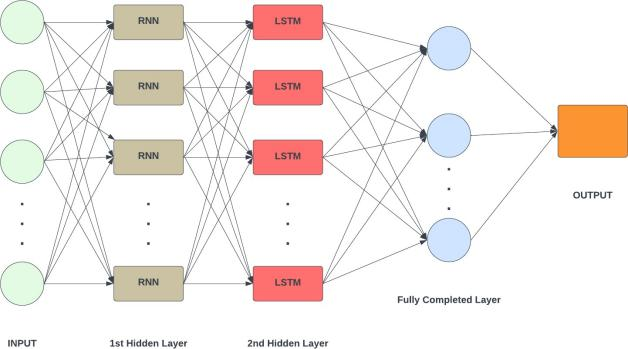 RNN LSTM
RNN LSTM
RNN LSTM
OUTPUT
RNN LSTM
Fully Completed Layer
INPUT 1st Hidden Layer 2nd Hidden Layer